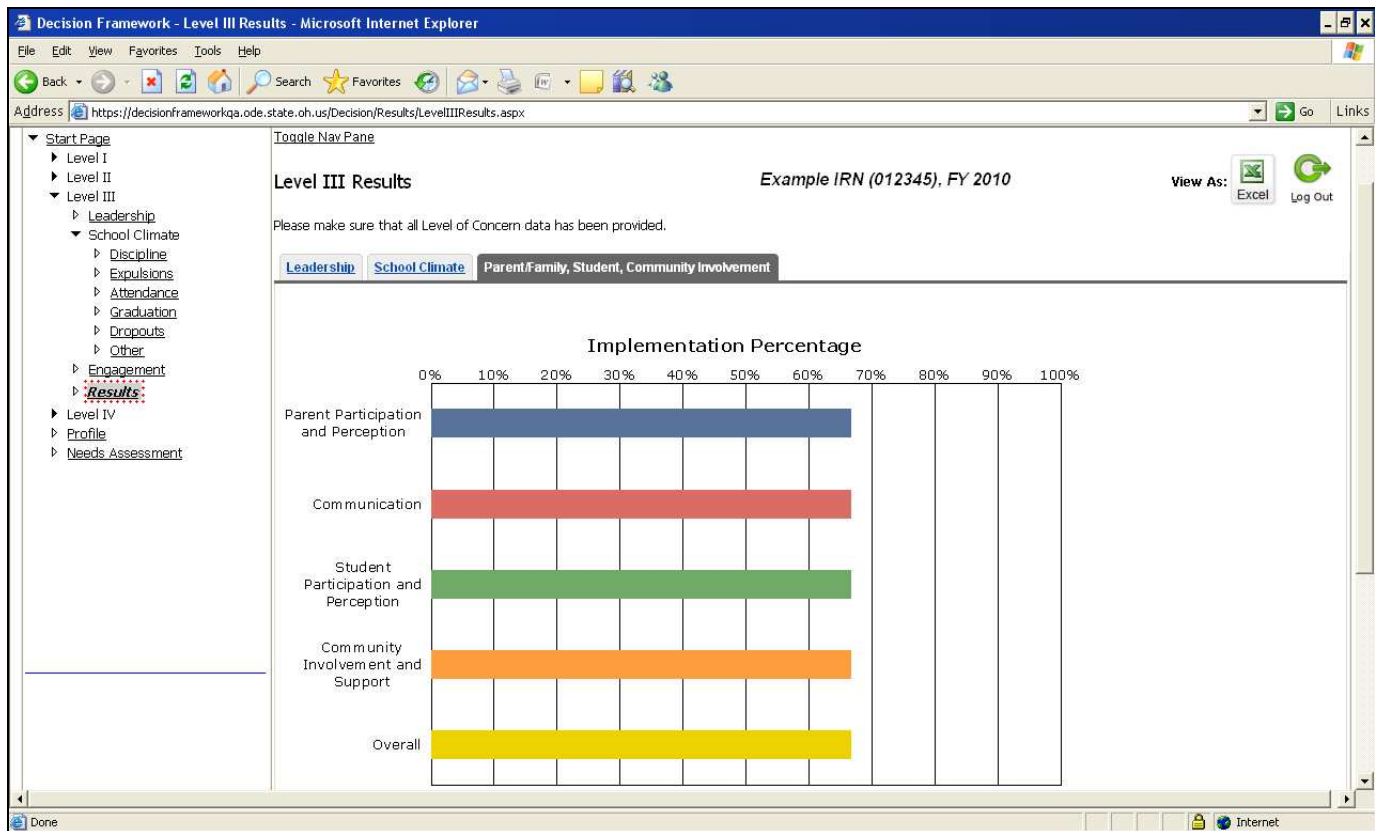 Decision Framework - Level III Results - Microsoft Internet Explorer
File Edit View Favorites Tools Help
Back Search Favorites
Address https://decisionframeworkqa.ode.state.oh.us/Decision/Results/LevelIIIResults.aspx Go Links
Start Page
Level I
Level II
Level III
Leadership
School Climate
Discipline
Expulsions
Attendance
Graduation
Dropouts
Other
Engagement
Results
Level IV
Profile
Needs Assessment
Toggle Nav Pane
Level III Results
Example IRN (012345), FY 2010
View As:
Excel
Log Out
Please make sure that all Level of Concern data has been provided.
Leadership School Climate Parent/Family, Student, Community Involvement
Implementation Percentage
0% 10% 20% 30% 40% 50% 60% 70% 80% 90% 100%
Parent Participation
and Perception
Communication
Student
Participation and
Perception
Community
Involvement and
Support
Overall
Done
Internet